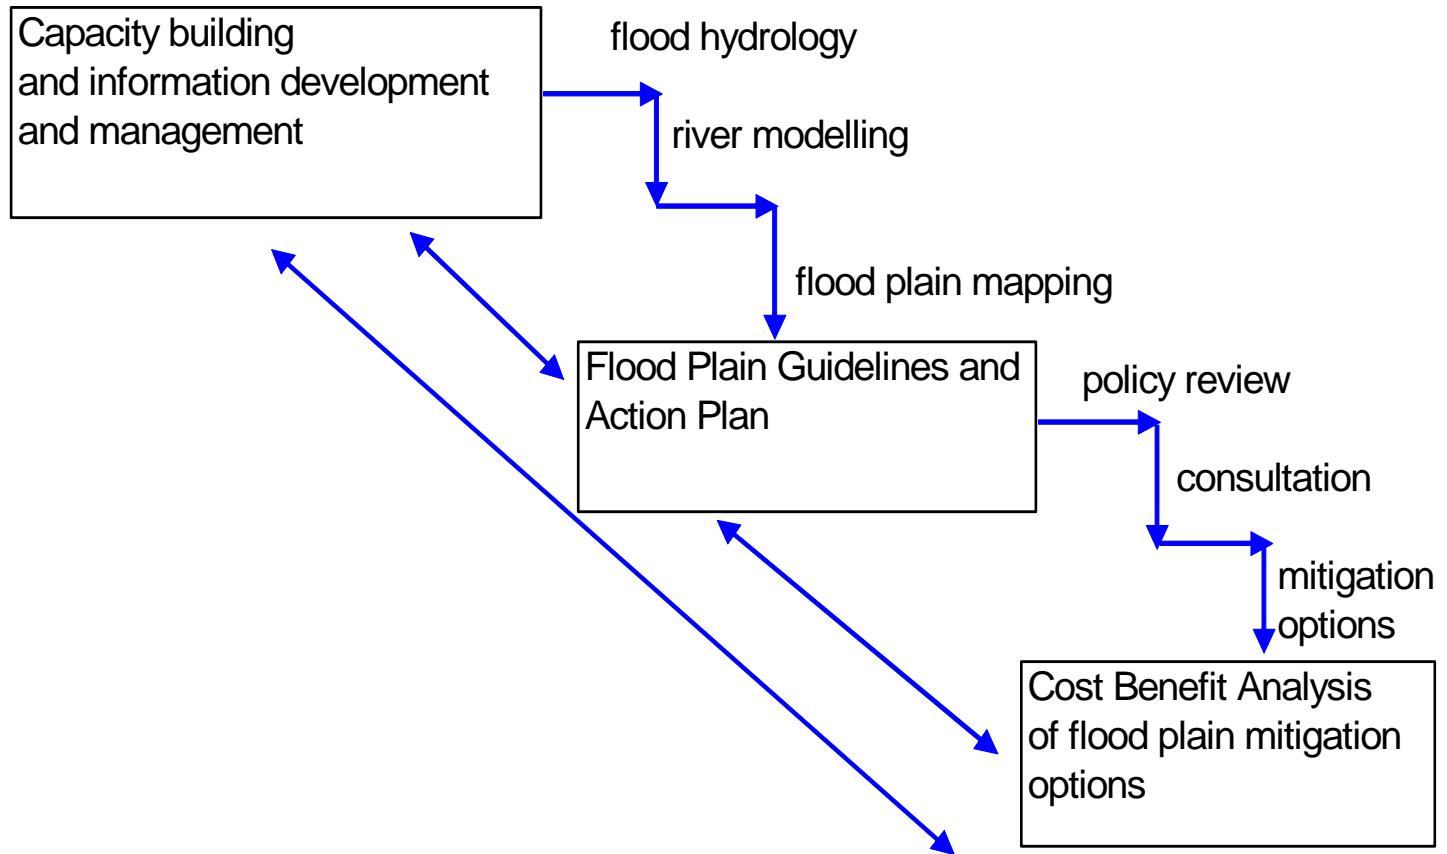 Capacity building
and information development
and management
flood hydrology
river modelling
flood plain mapping
Flood Plain Guidelines and
Action Plan
policy review
consultation
mitigation
options
Cost Benefit Analysis
of flood plain mitigation
options